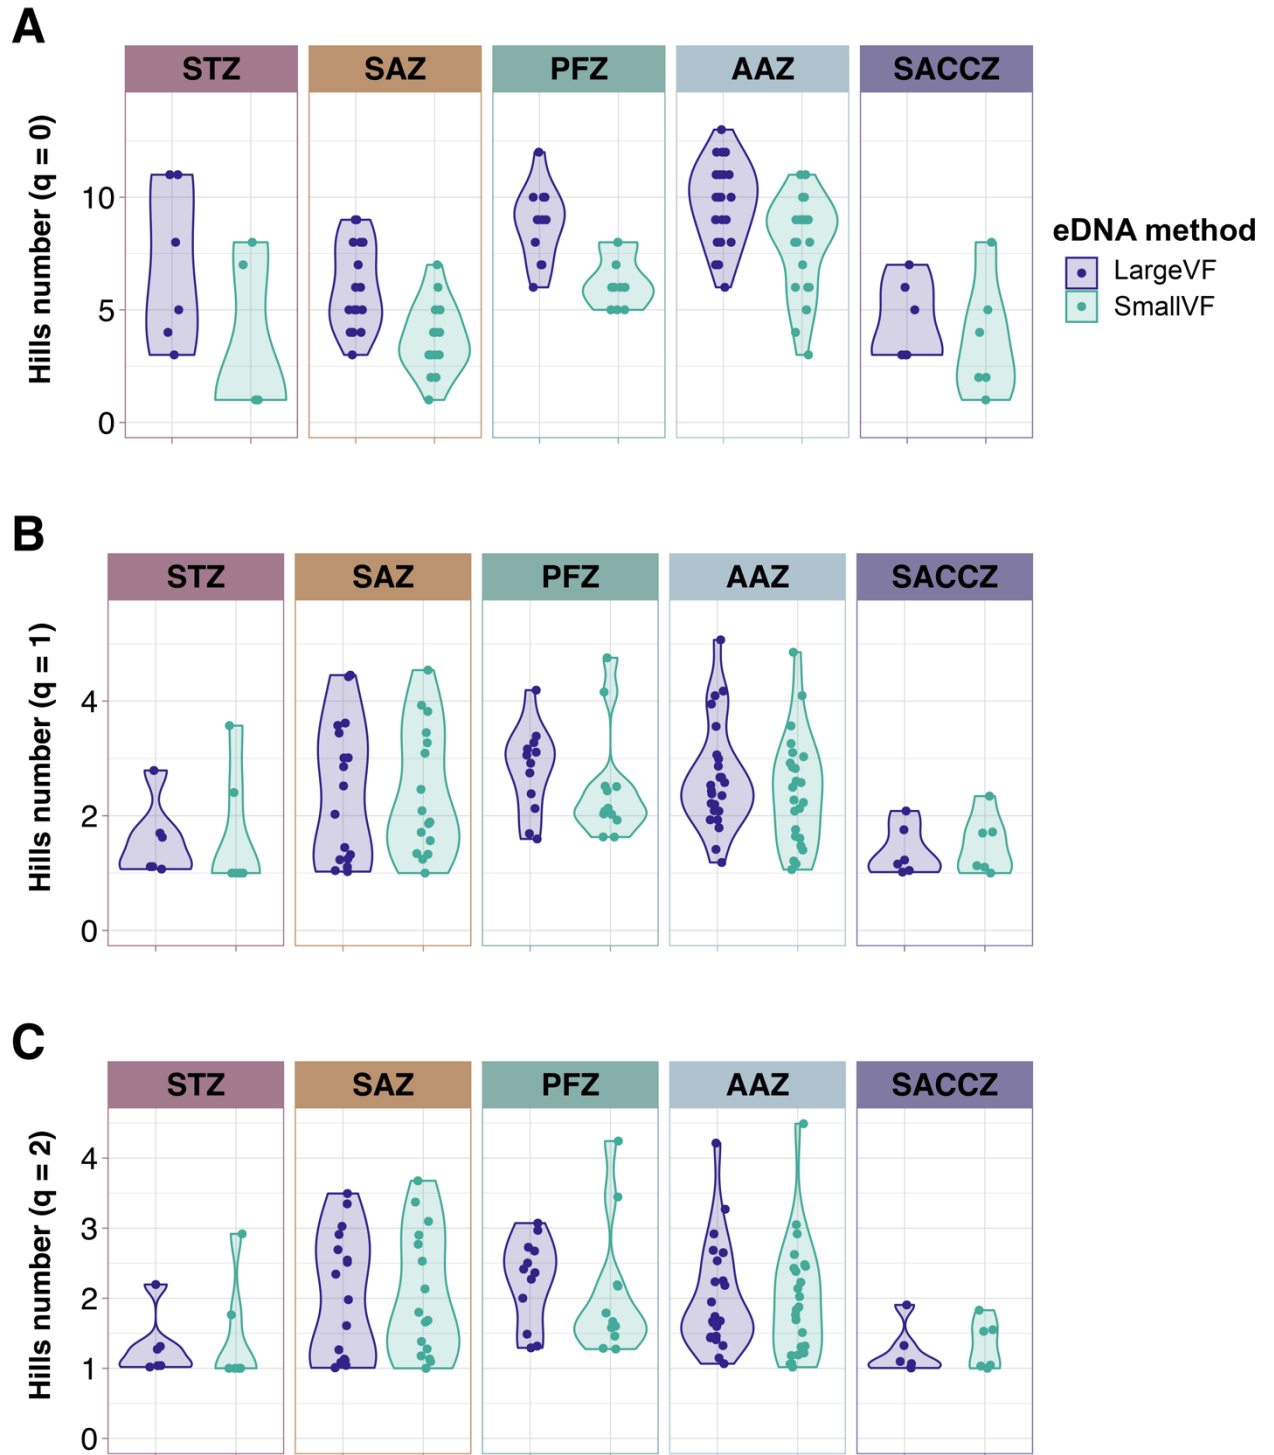 A
STZ SAZ PFZ AAZ SACCZ
Hills number (q = 0)
10
5
0
eDNA method
LargeVF
SmallVF
B
STZ SAZ PFZ AAZ SACCZ
Hills number (q = 1)
4
2
0
C
STZ SAZ PFZ AAZ SACCZ
Hills number (q = 2)
4
3
2
1
0